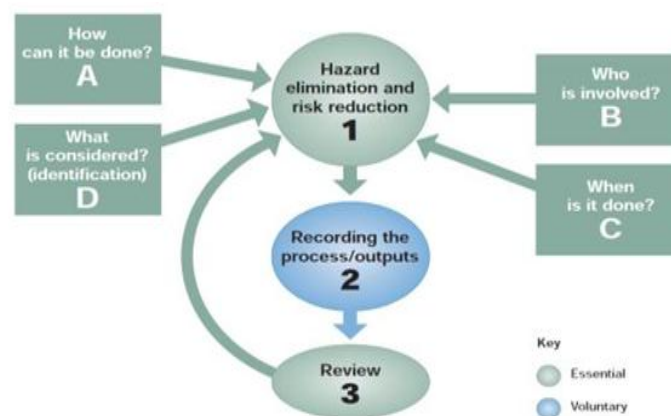 How
can it be done?
A
What
is considered?
(identification)
D
Hazard
elimination and
risk reduction
1
Who
is involved?
B
When
is it done?
C
Recording the
process/outputs
2
Review
3
Key
Essential
Voluntary